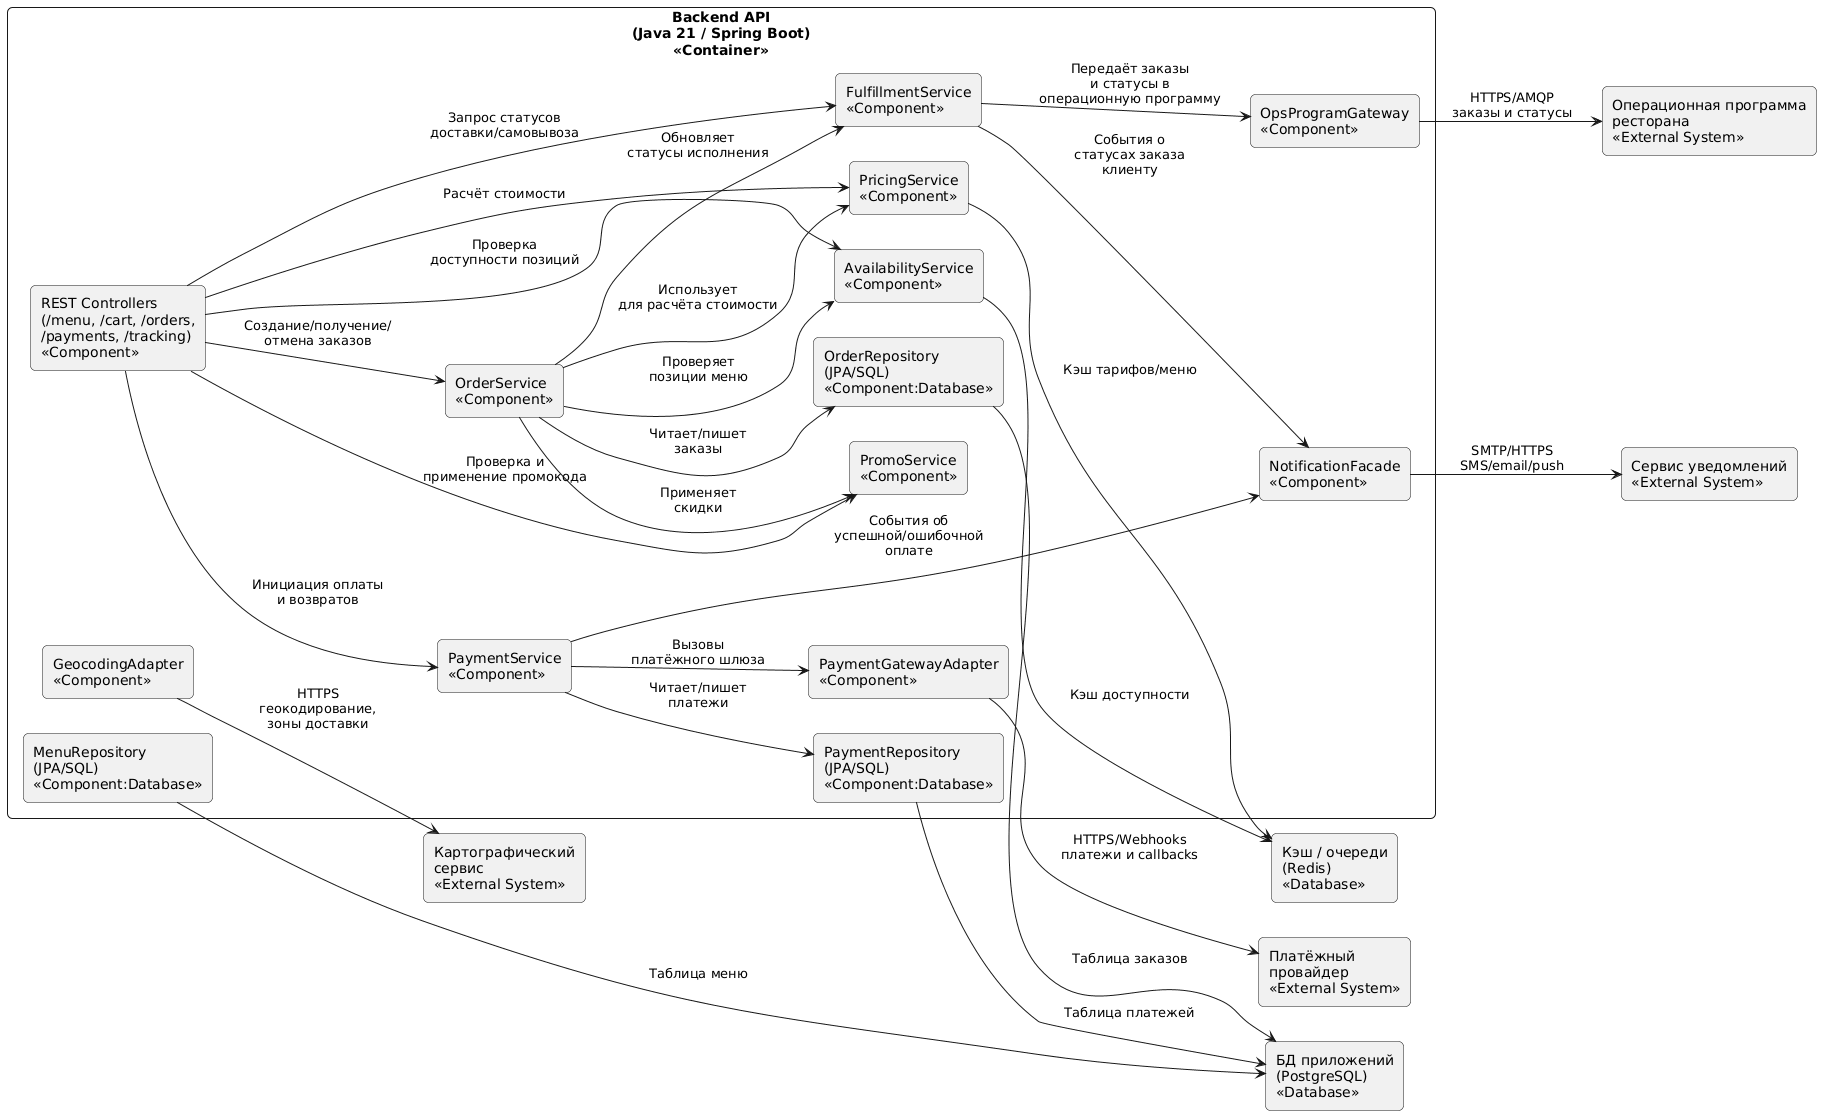 Backend API
(Java 21 / Spring Boot)
«Container»
FulfillmentService
«Component»
Передаёт заказы
и статусы в
операционную программу
OpsProgramGateway
«Component»
HTTPS/AMQP
заказы и статусы
Операционная программа
ресторана
«External System»
Запрос статусов
доставки/самовывоза
Обновляет
статусы исполнения
События о
статусах заказа
клиенту
PricingService
«Component»
Расчёт стоимости
Проверка
доступности позиций
AvailabilityService
«Component»
REST Controllers
(/menu, /cart, /orders,
/payments, /tracking)
«Component»
Использует
для расчёта стоимости
Создание/получение/
отмена заказов
OrderService
«Component»
Проверяет
позиции меню
OrderRepository
(JPA/SQL)
«Component:Database»
Кэш тарифов/меню
Читает/пишет
заказы
PromoService
«Component»
Проверка и
применение промокода
Применяет
скидки
NotificationFacade
«Component»
SMTP/HTTPS
SMS/email/push
Сервис уведомлений
«External System»
События об
успешной/ошибочной
оплате
Инициация оплаты
и возвратов
PaymentService
«Component»
Вызовы
платёжного шлюза
PaymentGatewayAdapter
«Component»
GeocodingAdapter
«Component»
HTTPS
геокодирование,
зоны доставки
Читает/пишет
платежи
Кэш доступности
MenuRepository
(JPA/SQL)
«Component:Database»
PaymentRepository
(JPA/SQL)
«Component:Database»
Картографический
сервис
«External System»
HTTPS/Webhooks
платежи и callbacks
Кэш / очереди
(Redis)
«Database»
Таблица меню
Таблица заказов
Платёжный
провайдер
«External System»
Таблица платежей
БД приложений
(PostgreSQL)
«Database»